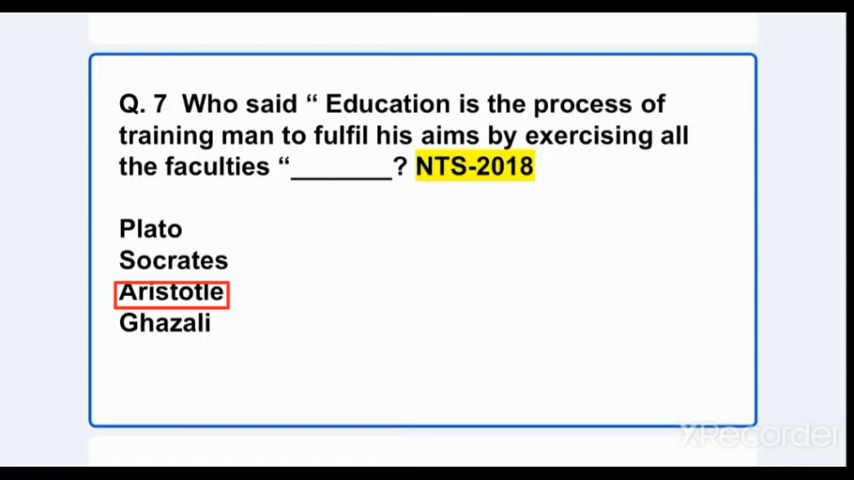 Q. 7 Who said “ Education is the process of
training man to fulfil his aims by exercising all
the faculties “_______? NTS-2018
Plato
Socrates
Aristotle
Ghazali
XRecorder